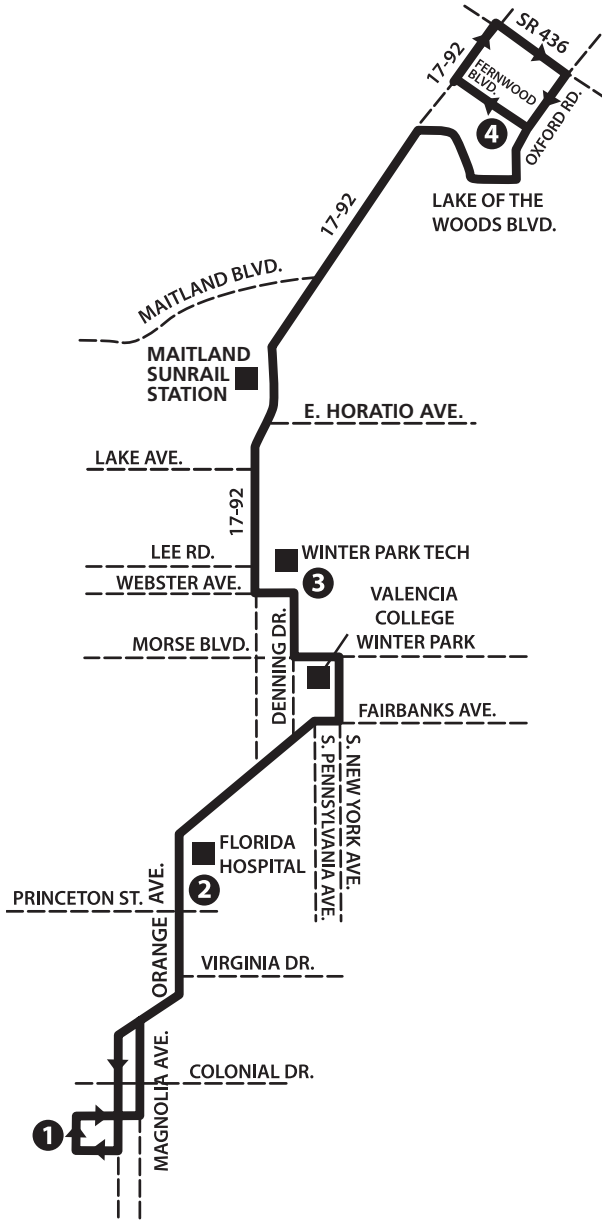 SR 436
17-92
FERNWOOD
BLVD.
OXFORD RD.
4
LAKE OF THE
WOODS BLVD.
17-92
MAITLAND BLVD.
MAITLAND
SUNRAIL
STATION
E. HORATIO AVE.
LAKE AVE.
17-92
LEE RD.
WINTER PARK TECH
WEBSTER AVE.
3
VALENCIA
COLLEGE
WINTER PARK
MORSE BLVD.
DENNING DR.
FAIRBANKS AVE.
S. PENNSYLVANIA AVE.
S. NEW YORK AVE.
FLORIDA
HOSPITAL
2
PRINCETON ST.
ORANGE AVE.
VIRGINIA DR.
MAGNOLIA AVE.
COLONIAL DR.
1